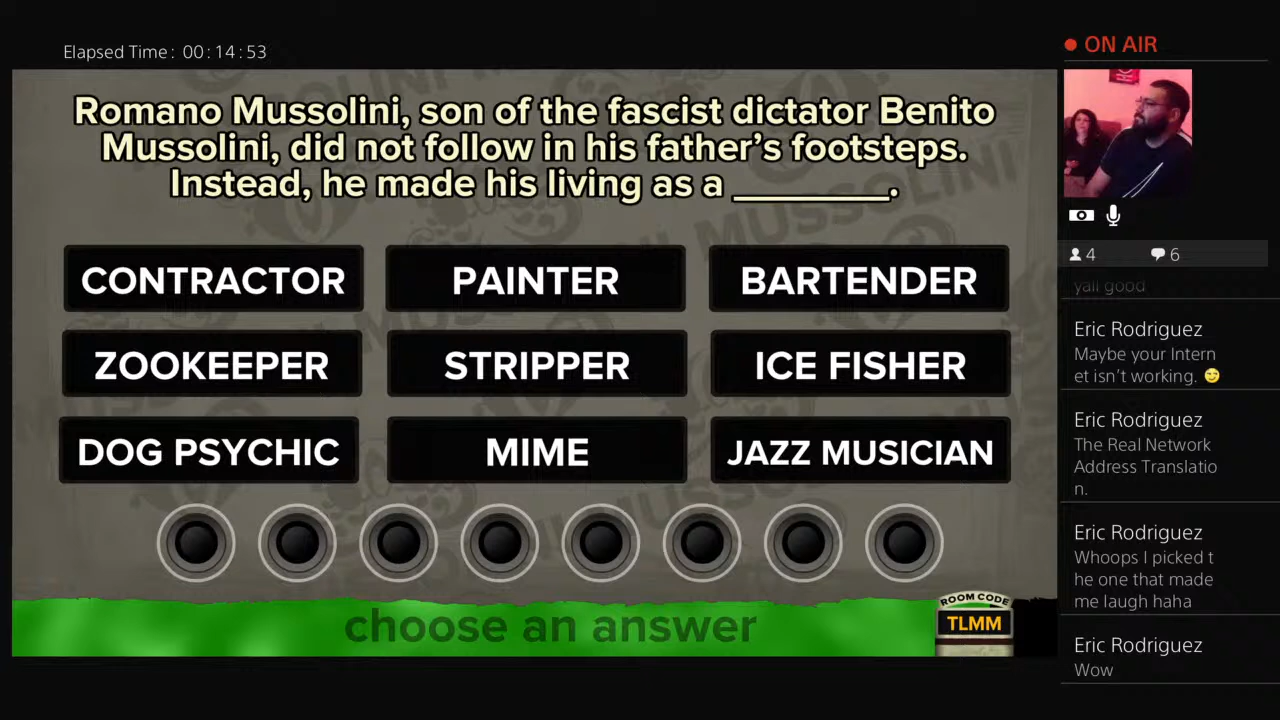 Elapsed Time: 00:14:53
ON AIR
Romano Mussolini, son of the fascist dictator Benito
Mussolini, did not follow in his father's footsteps.
Instead, he made his living as a ________.
CONTRACTOR
PAINTER
BARTENDER
ZOOKEEPER
STRIPPER
ICE FISHER
DOG PSYCHIC
MIME
JAZZ MUSICIAN
choose an answer
ROOM CODE
TLMM
4
6
yall good
Eric Rodriguez
Maybe your Intern
et isn't working. 😏
Eric Rodriguez
The Real Network
Address Translatio
n.
Eric Rodriguez
Whoops I picked t
he one that made
me laugh haha
Eric Rodriguez
Wow